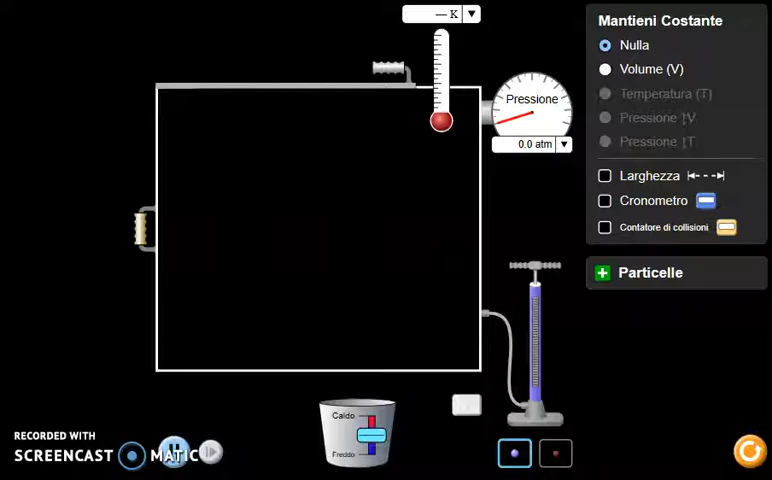 — K
Mantieni Costante
Nulla
Volume (V)
Temperatura (T)
Pressione ↕V
Pressione ↕T
Pressione
0.0 atm
Larghezza
Cronometro
Contatore di collisioni
Particelle
Caldo
Freddo
RECORDED WITH
SCREENCAST MATIC